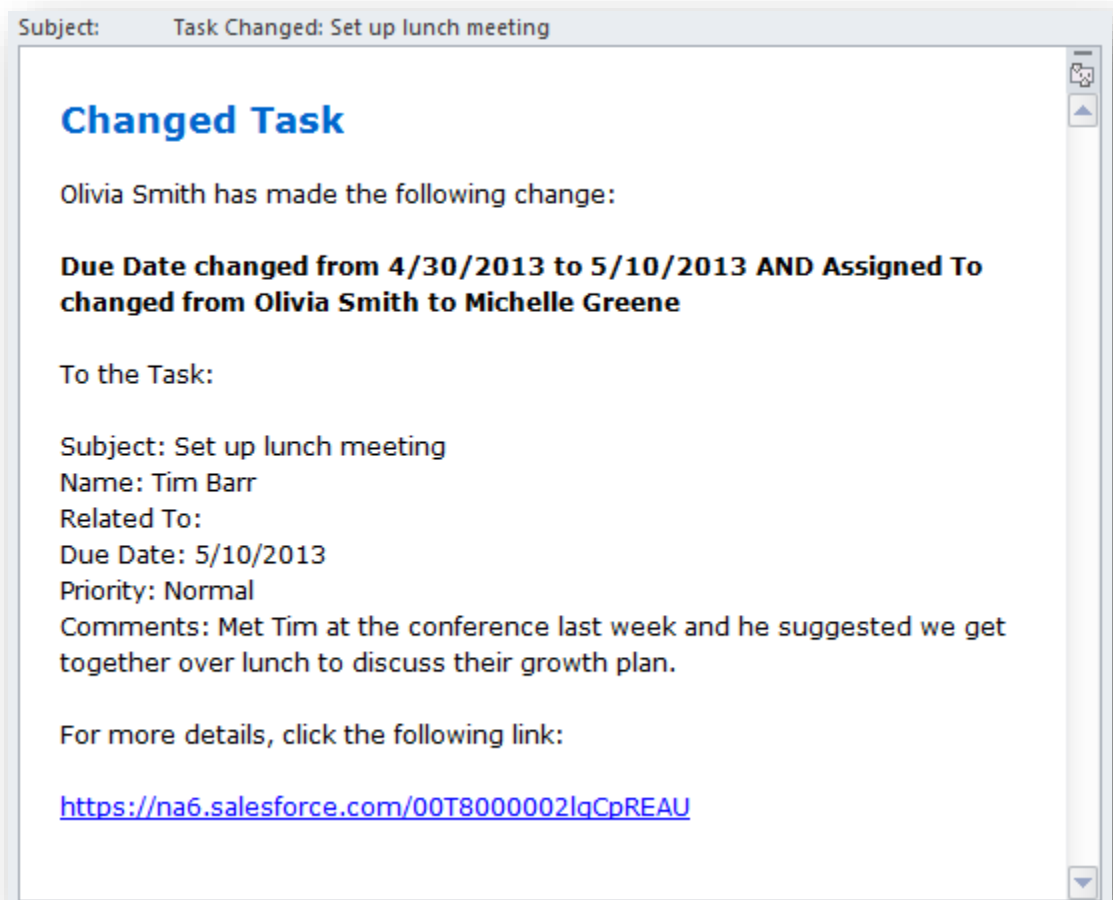 Subject: Task Changed: Set up lunch meeting
Changed Task
Olivia Smith has made the following change:
Due Date changed from 4/30/2013 to 5/10/2013 AND Assigned To
changed from Olivia Smith to Michelle Greene
To the Task:
Subject: Set up lunch meeting
Name: Tim Barr
Related To:
Due Date: 5/10/2013
Priority: Normal
Comments: Met Tim at the conference last week and he suggested we get
together over lunch to discuss their growth plan.
For more details, click the following link:
https://na6.salesforce.com/00T8000002lqCpREAU